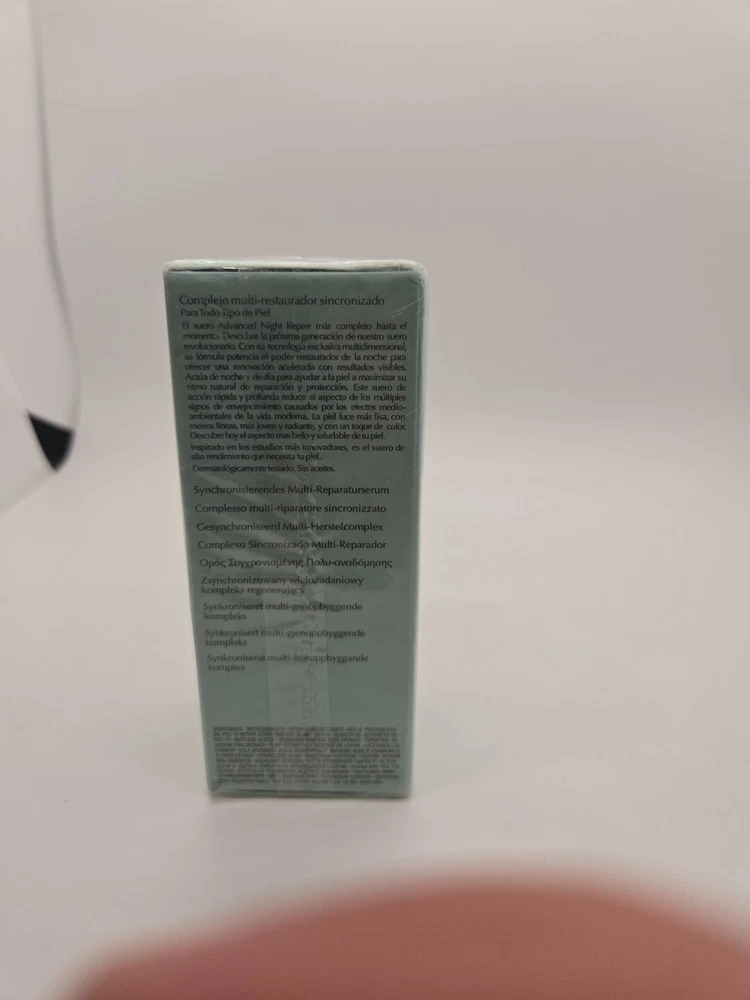 Complejo multi-restaurador sincronizado
Para Todo Tipo de Piel
El suero Advanced Night Repair más completo hasta el
momento. Descubre la próxima generación de nuestro suero
revolucionario. Con su tecnología exclusiva multidimensional,
su fórmula potencia el poder restaurador de la noche para
ofrecer una renovación acelerada con resultados visibles.
Actúa de noche y de día para ayudar a la piel a maximizar su
ritmo natural de reparación y protección. Este suero de
acción rápida y profunda reduce el aspecto de los múltiples
signos de envejecimiento causados por los efectos medio-
ambientales de la vida moderna. La piel luce más lisa, con
menos líneas, más joven y radiante, y con un toque de color.
Descubre hoy el aspecto mas bello y saludable de tu piel.
Inspirado en los estudios más innovadores, es el suero de
alto rendimiento que necesita tu piel.
Dermatológicamente testado. Sin aceites.
Synchronisierendes Multi-Reparaturserum
Complesso multi-riparatore sincronizzato
Gesynchroniseerd Multi-Herstelcomplex
Complexo Sincronizado Multi-Reparador
Ορός Συγχρονισμένης Πολυ-αναδόμησης
Zsynchronizowany wielozadaniowy
kompleks regenerujący
Synkroniseret multi-genopbyggende
kompleks
Synkronisert multi-gjenoppbyggende
kompleks
Synkroniserat multi-återuppbyggande
komplex